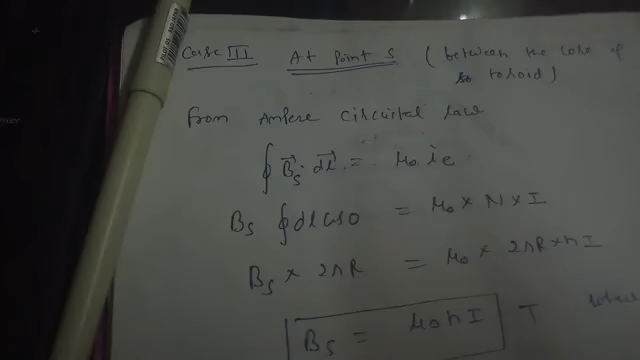 Case III At Point S (between the core of
toroid)
From Ampere Circuital law
∮ B⃗s . dl⃗ = μ₀ ie
Bs ∮ dl cos 0 = μ₀ × N × I
Bs × 2πR = μ₀ × 2πR × n I
Bs = μ₀ n I T